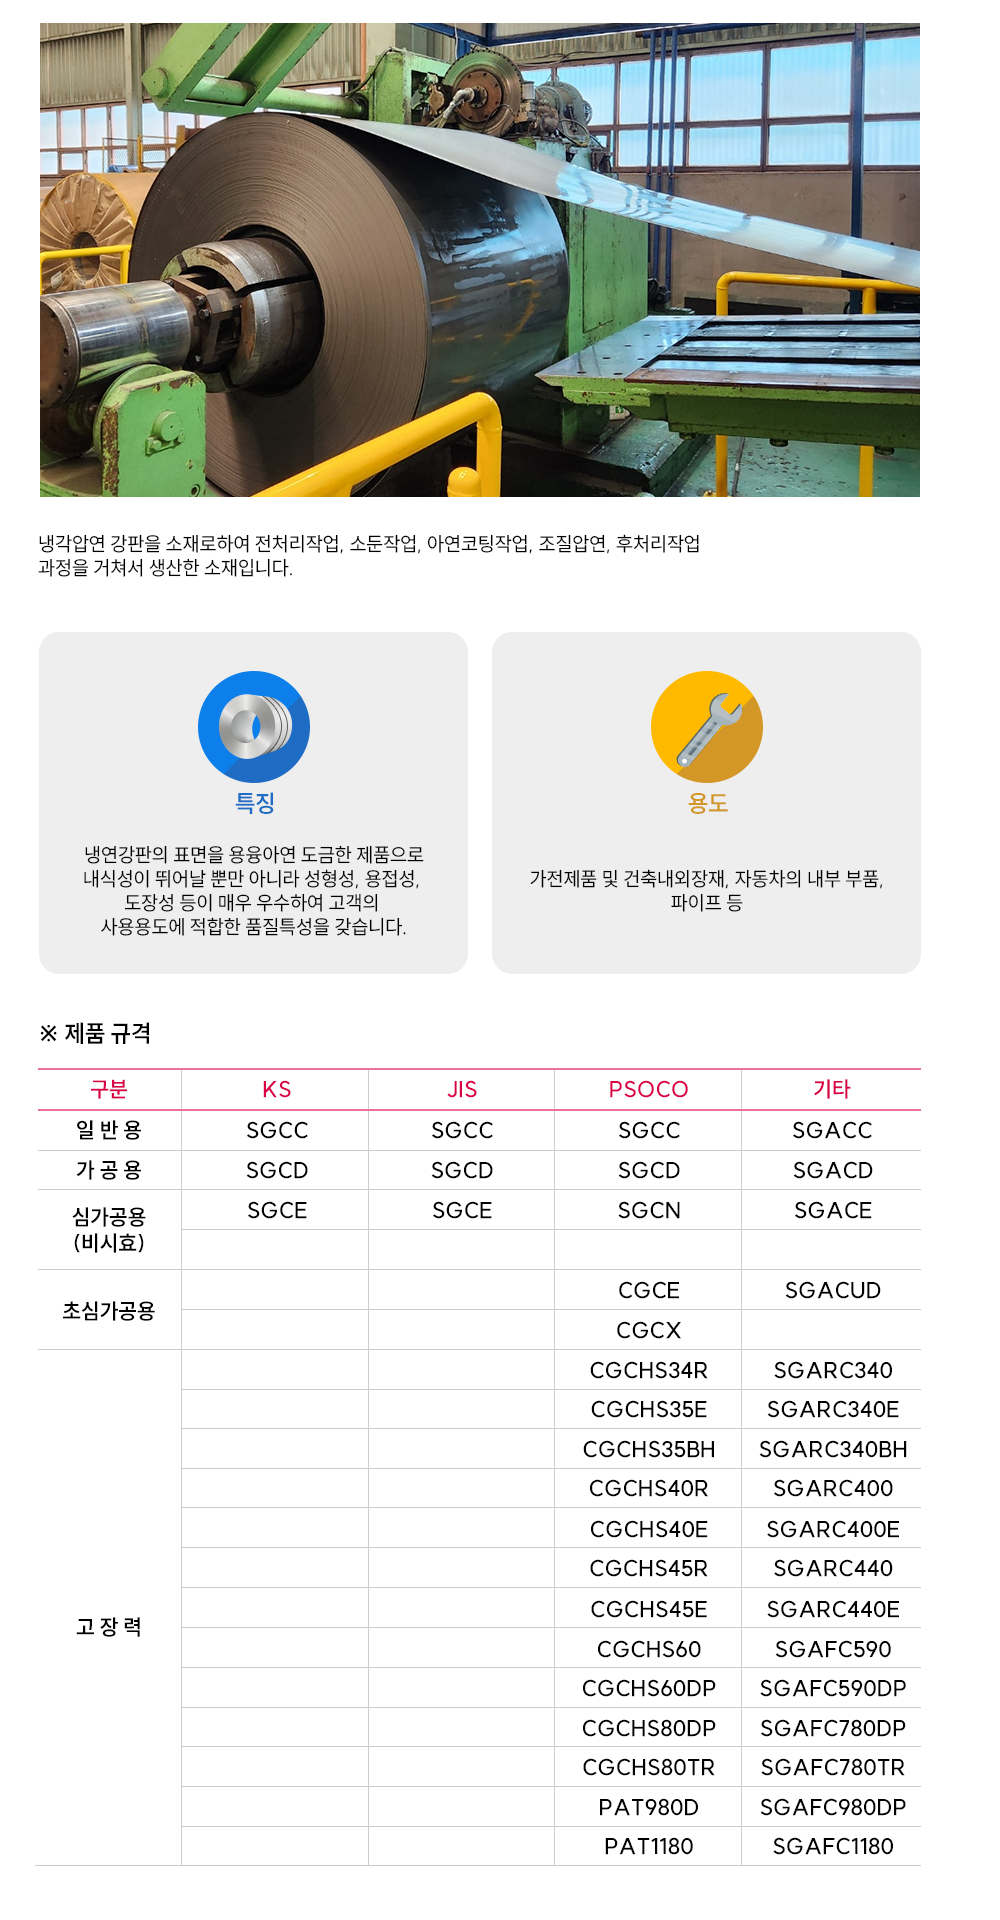 냉각압연 강판을 소재로하여 전처리작업, 소둔작업, 아연코팅작업, 조질압연, 후처리작업
과정을 거쳐서 생산한 소재입니다.
특징
냉연강판의 표면을 용융아연 도금한 제품으로
내식성이 뛰어날 뿐만 아니라 성형성, 용접성,
도장성 등이 매우 우수하여 고객의
사용용도에 적합한 품질특성을 갖습니다.
용도
가전제품 및 건축내외장재, 자동차의 내부 부품,
파이프 등
※ 제품 규격
구분 KS JIS PSOCO 기타
일 반 용 SGCC SGCC SGCC SGACC
가 공 용 SGCD SGCD SGCD SGACD
심가공용
(비시효)
SGCE SGCE SGCN SGACE
초심가공용
CGCE SGACUD
CGCX
고 장 력
CGCHS34R SGARC340
CGCHS35E SGARC340E
CGCHS35BH SGARC340BH
CGCHS40R SGARC400
CGCHS40E SGARC400E
CGCHS45R SGARC440
CGCHS45E SGARC440E
CGCHS60 SGAFC590
CGCHS60DP SGAFC590DP
CGCHS80DP SGAFC780DP
CGCHS80TR SGAFC780TR
PAT980D SGAFC980DP
PAT1180 SGAFC1180